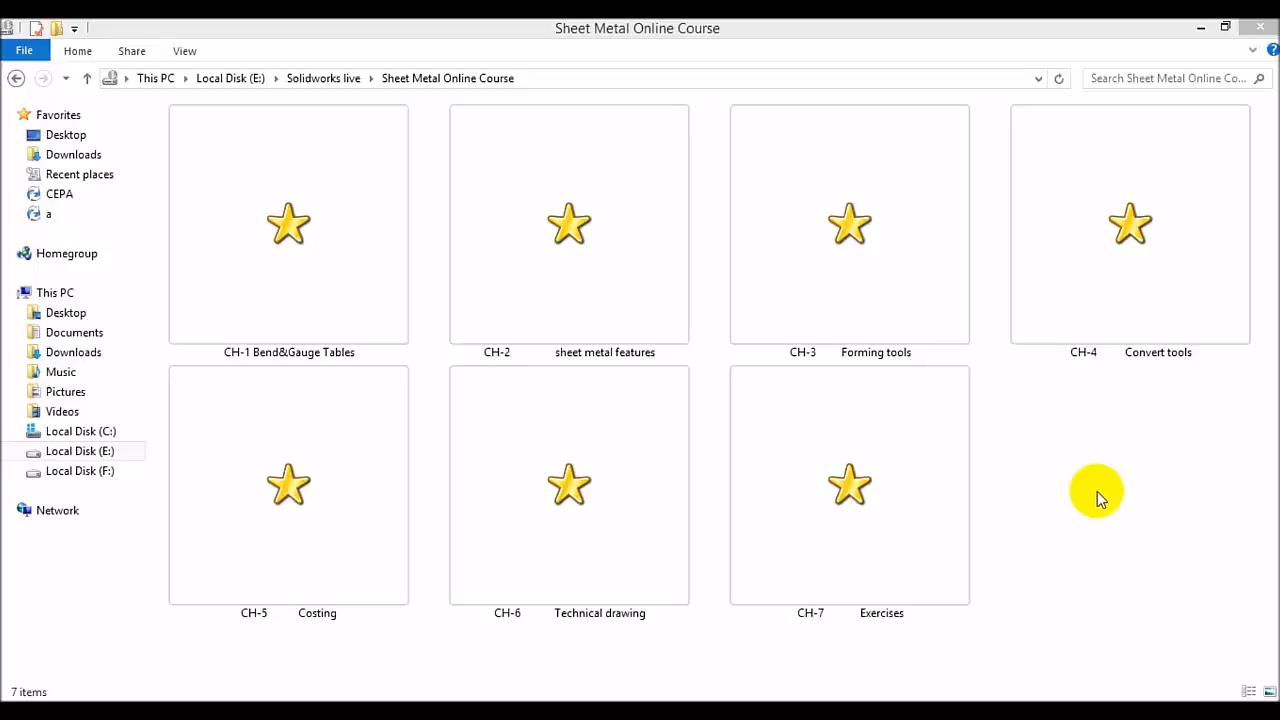 Sheet Metal Online Course
File Home Share View
This PC Local Disk (E:) Solidworks live Sheet Metal Online Course
Search Sheet Metal Online Co...
Favorites
Desktop
Downloads
Recent places
CEPA
a
Homegroup
This PC
Desktop
Documents
Downloads
Music
Pictures
Videos
Local Disk (C:)
Local Disk (E:)
Local Disk (F:)
Network
CH-1 Bend&Gauge Tables
CH-2 sheet metal features
CH-3 Forming tools
CH-4 Convert tools
CH-5 Costing
CH-6 Technical drawing
CH-7 Exercises
7 items